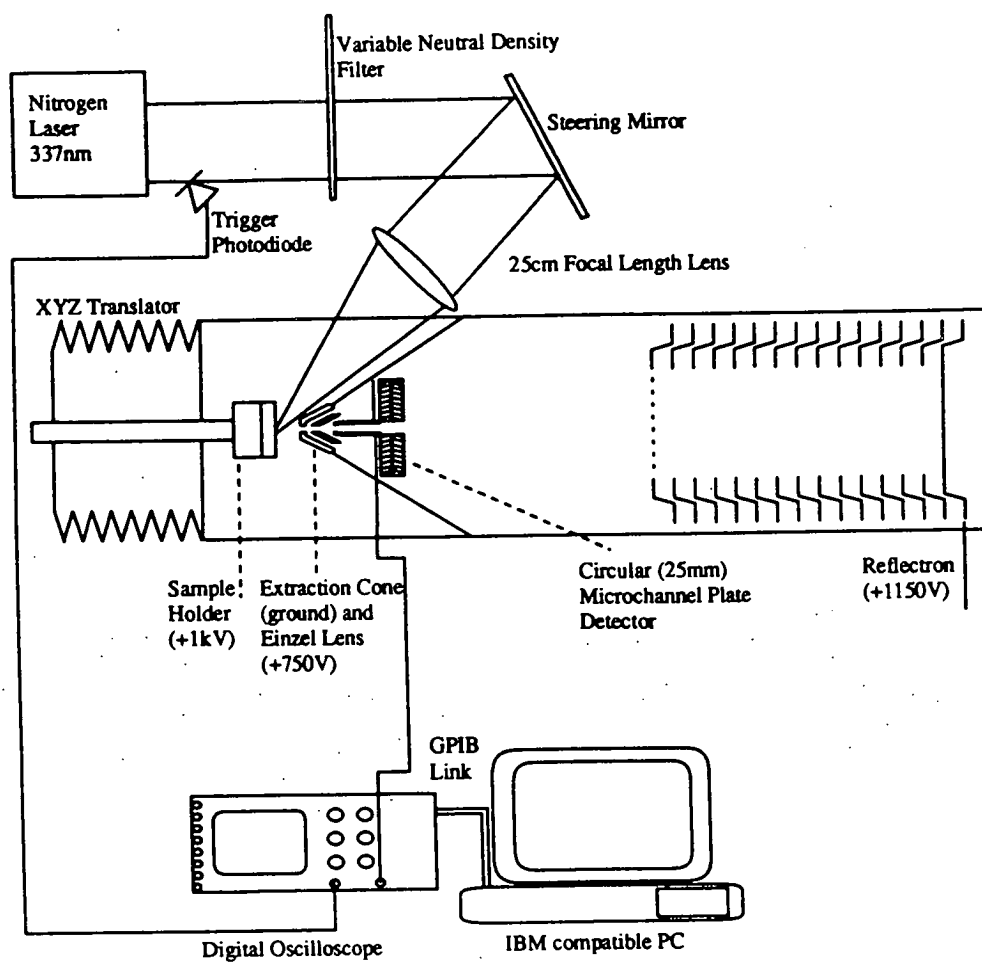 Variable Neutral Density
Filter
Nitrogen
Laser
337nm
Steering Mirror
Trigger
Photodiode
25cm Focal Length Lens
XYZ Translator
Sample
Holder
(+1kV)
Extraction Cone
(ground) and
Einzel Lens
(+750V)
Circular (25mm)
Microchannel Plate
Detector
Reflectron
(+1150V)
GPIB
Link
Digital Oscilloscope
IBM compatible PC